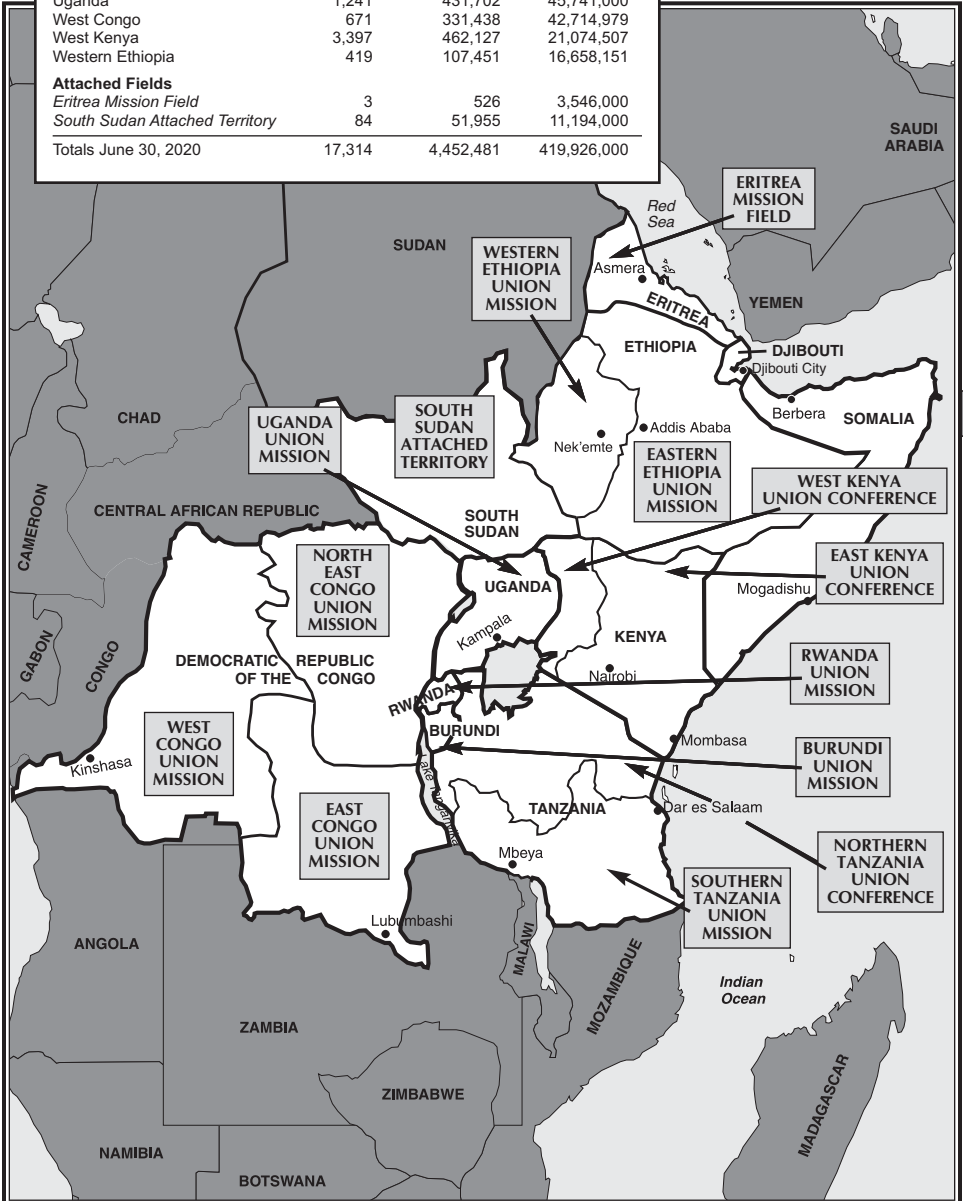 Uganda 1,241 431,702 45,741,000
West Congo 671 331,438 42,714,979
West Kenya 3,397 462,127 21,074,507
Western Ethiopia 419 107,451 16,658,151
Attached Fields
Eritrea Mission Field 3 526 3,546,000
South Sudan Attached Territory 84 51,955 11,194,000
Totals June 30, 2020 17,314 4,452,481 419,926,000
SAUDI
ARABIA
ERITREA
MISSION
FIELD
Red
Sea
SUDAN
WESTERN
ETHIOPIA
UNION
MISSION
Asmera
ERITREA
YEMEN
ETHIOPIA
DJIBOUTI
Djibouti City
CHAD
UGANDA
UNION
MISSION
SOUTH
SUDAN
ATTACHED
TERRITORY
Berbera
SOMALIA
Nek'emte
Addis Ababa
EASTERN
ETHIOPIA
UNION
MISSION
WEST KENYA
UNION CONFERENCE
CAMEROON
CENTRAL AFRICAN REPUBLIC
SOUTH
SUDAN
NORTH
EAST
CONGO
UNION
MISSION
EAST KENYA
UNION
CONFERENCE
UGANDA
Mogadishu
GABON
CONGO
Kampala
KENYA
DEMOCRATIC REPUBLIC
OF THE CONGO
Nairobi
RWANDA
UNION
MISSION
RWANDA
WEST
CONGO
UNION
MISSION
BURUNDI
Mombasa
BURUNDI
UNION
MISSION
Kinshasa
Lake Tanganyika
EAST
CONGO
UNION
MISSION
TANZANIA
Dar es Salaam
Mbeya
NORTHERN
TANZANIA
UNION
CONFERENCE
SOUTHERN
TANZANIA
UNION
MISSION
Lubumbashi
ANGOLA
MALAWI
MOZAMBIQUE
Indian
Ocean
ZAMBIA
ZIMBABWE
MADAGASCAR
NAMIBIA
BOTSWANA